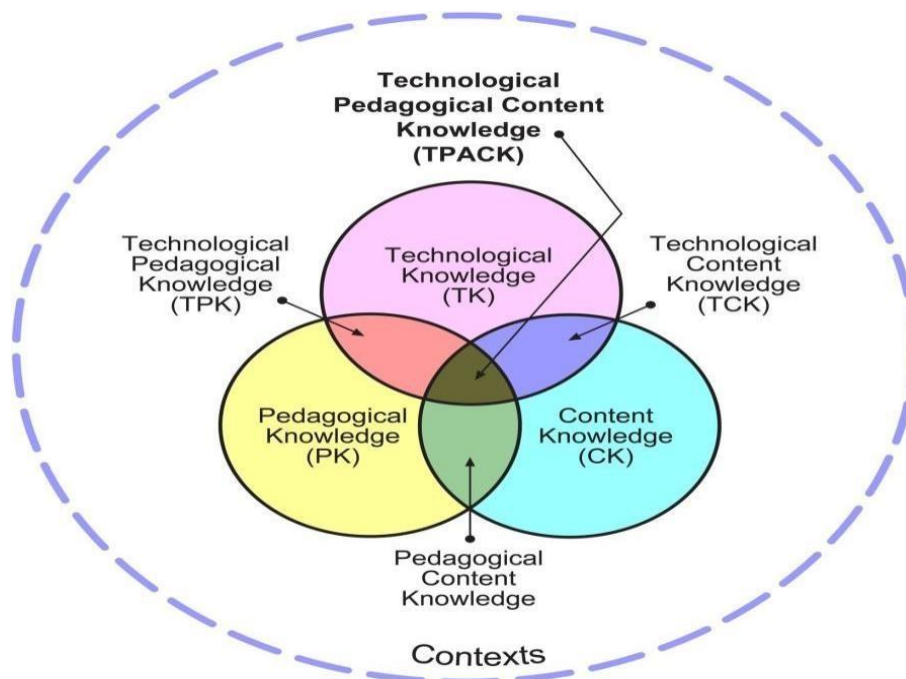 Technological
Pedagogical Content
Knowledge
(TPACK)
Technological
Pedagogical
Knowledge
(TPK)
Technological
Knowledge
(TK)
Technological
Content
Knowledge
(TCK)
Pedagogical
Knowledge
(PK)
Content
Knowledge
(CK)
Pedagogical
Content
Knowledge
Contexts